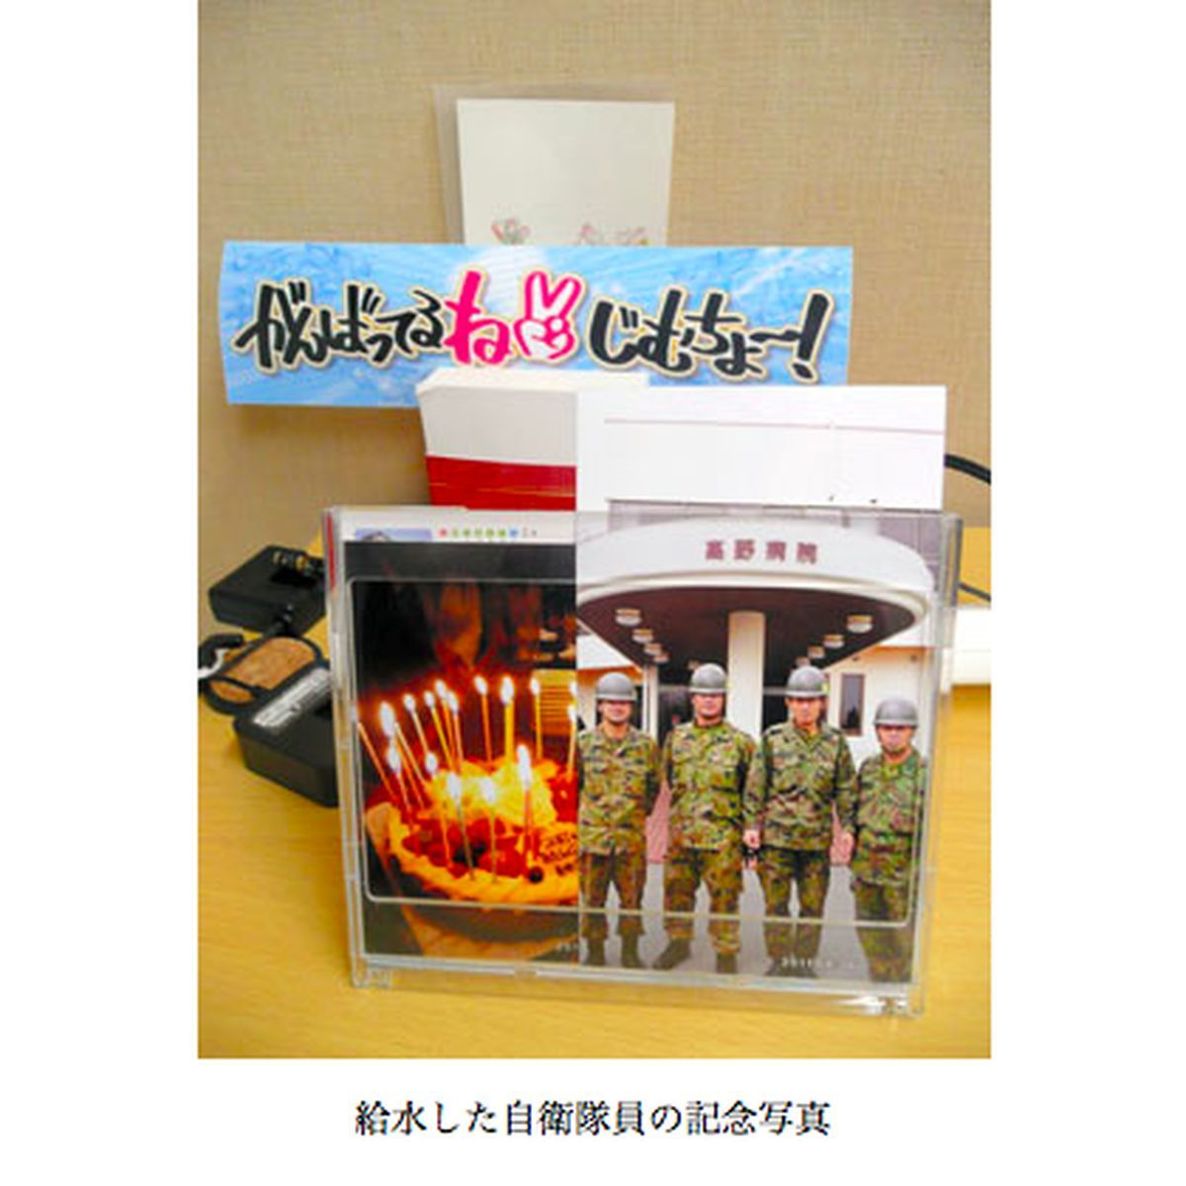 がんばってるね じむちょ〜!
高野病院
給水した自衛隊員の記念写真